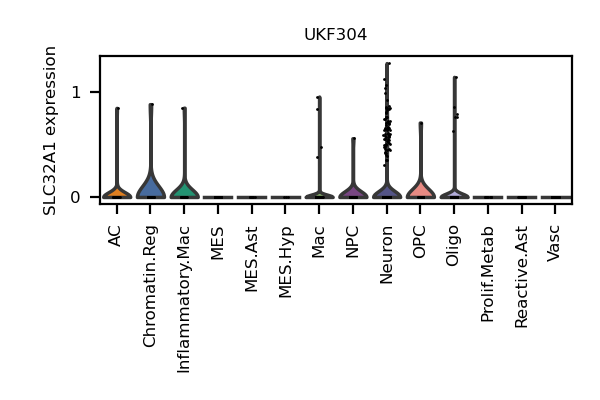 UKF304
SLC32A1 expression
1
0
AC
Chromatin.Reg
Inflammatory.Mac
MES
MES.Ast
MES.Hyp
Mac
NPC
Neuron
OPC
Oligo
Prolif.Metab
Reactive.Ast
Vasc